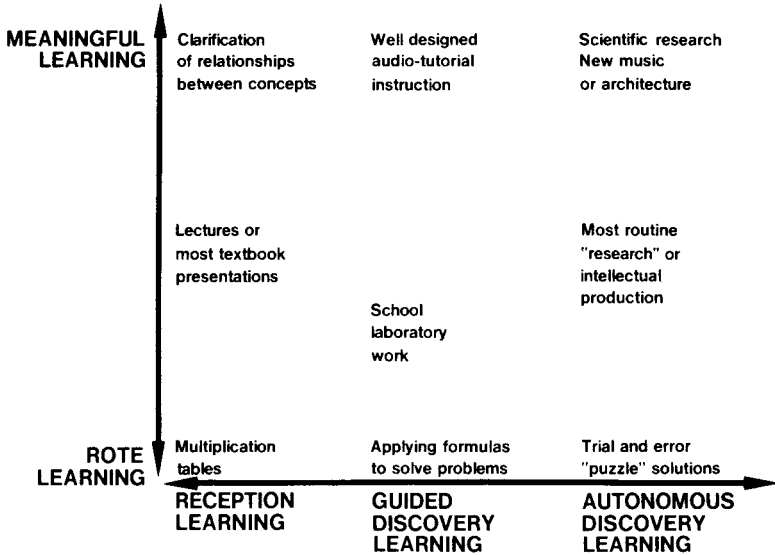 MEANINGFUL
LEARNING
Clarification
of relationships
between concepts
Well designed
audio-tutorial
instruction
Scientific research
New music
or architecture
Lectures or
most textbook
presentations
Most routine
"research" or
intellectual
production
School
laboratory
work
ROTE
LEARNING
Multiplication
tables
Applying formulas
to solve problems
Trial and error
"puzzle" solutions
RECEPTION
LEARNING
GUIDED
DISCOVERY
LEARNING
AUTONOMOUS
DISCOVERY
LEARNING